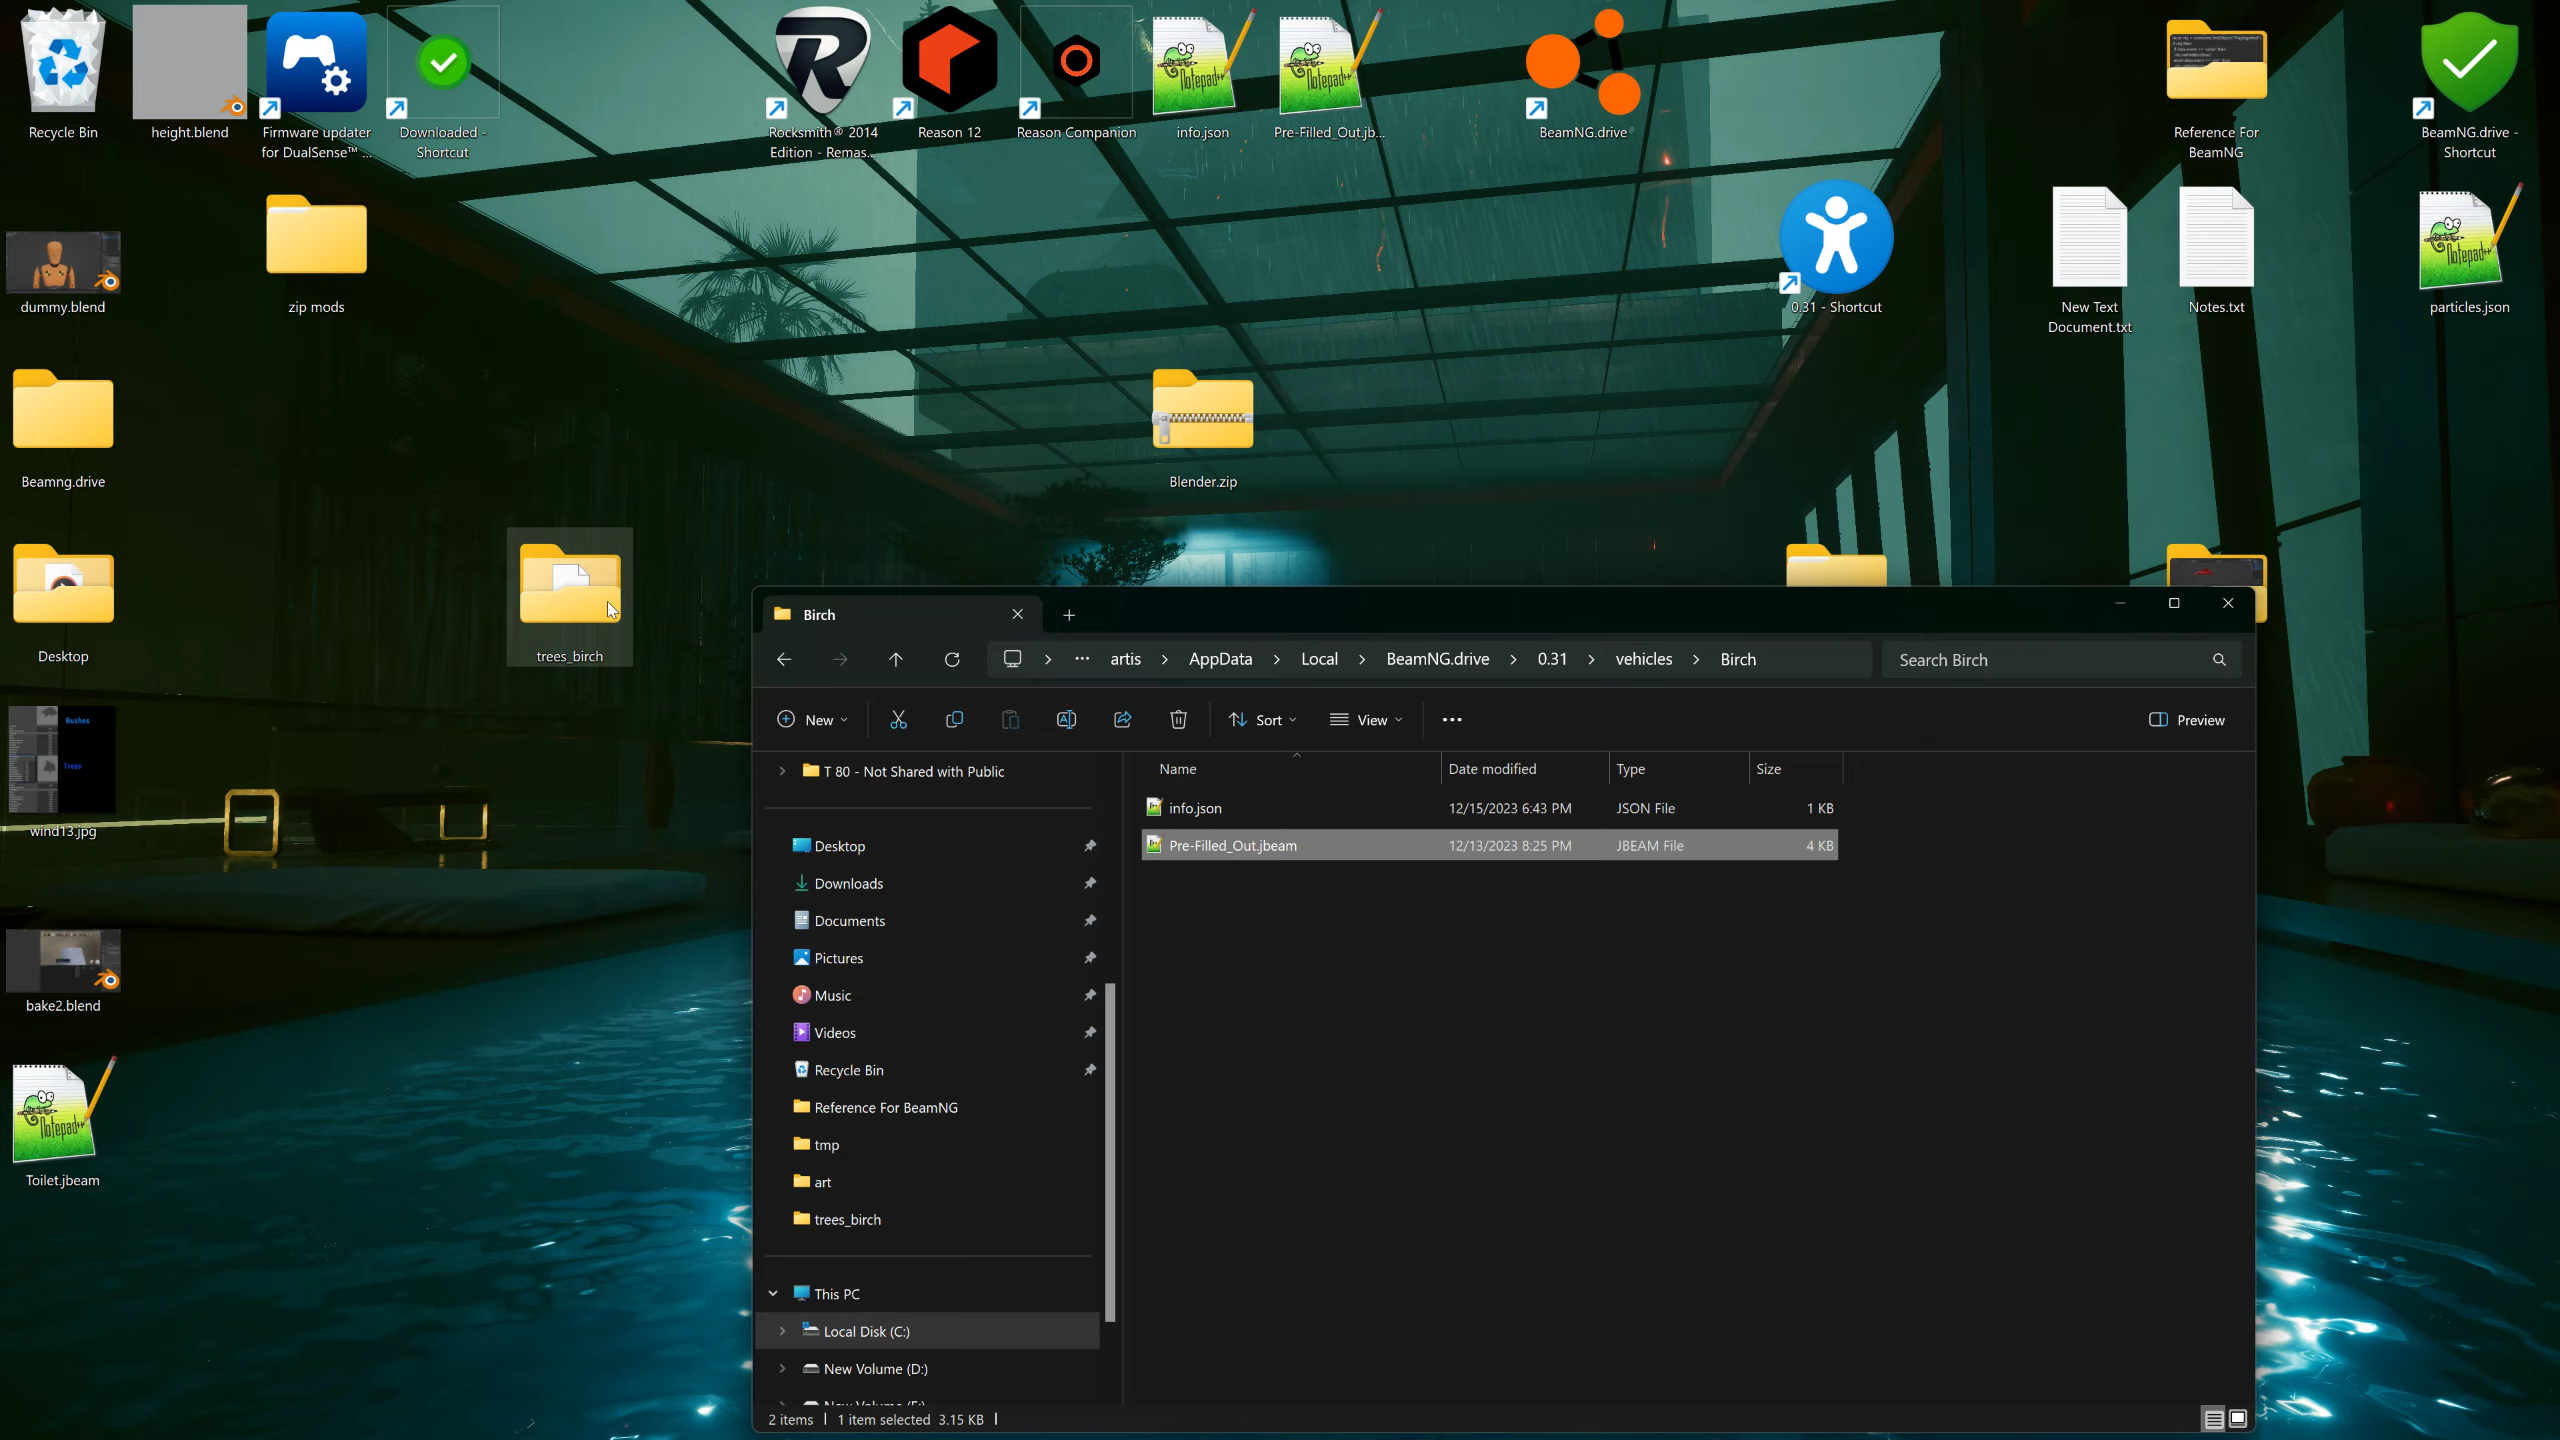 Recycle Bin
height.blend
Firmware updater
for DualSense™ ...
Downloaded -
Shortcut
Rocksmith® 2014
Edition - Remas...
Reason 12
Reason Companion
info.json
Pre-Filled_Out.jb...
BeamNG.drive
Reference For
BeamNG
BeamNG.drive -
Shortcut
dummy.blend
zip mods
0.31 - Shortcut
New Text
Document.txt
Notes.txt
particles.json
Beamng.drive
Blender.zip
Desktop
trees_birch
Bushes
Trees
wind13.jpg
bake2.blend
Toilet.jbeam
Notepad++
Birch
artis
AppData
Local
BeamNG.drive
0.31
vehicles
Birch
Search Birch
New
Sort
View
Preview
T 80 - Not Shared with Public
Desktop
Downloads
Documents
Pictures
Music
Videos
Recycle Bin
Reference For BeamNG
tmp
art
trees_birch
This PC
Local Disk (C:)
New Volume (D:)
Name Date modified Type Size
info.json 12/15/2023 6:43 PM JSON File 1 KB
Pre-Filled_Out.jbeam 12/13/2023 8:25 PM JBEAM File 4 KB
2 items 1 item selected 3.15 KB